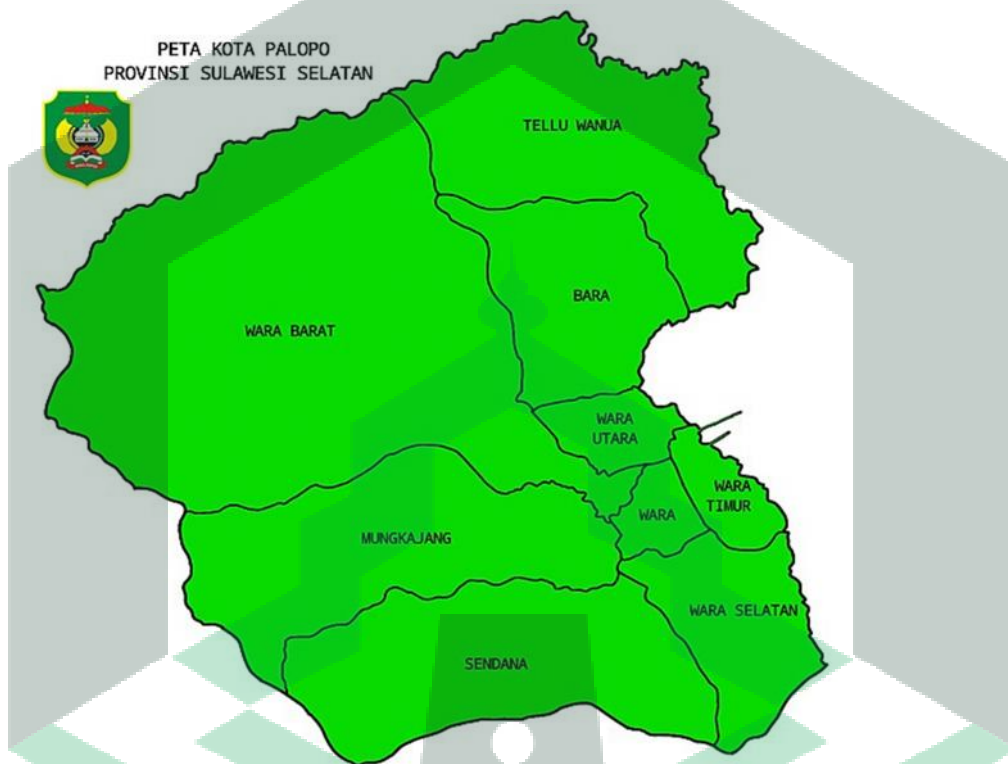 PETA KOTA PALOPO
PROVINSI SULAWESI SELATAN
TELLU WANUA
BARA
WARA BARAT
WARA
UTARA
WARA
TIMUR
WARA
MUNGKAJANG
WARA SELATAN
SENDANA